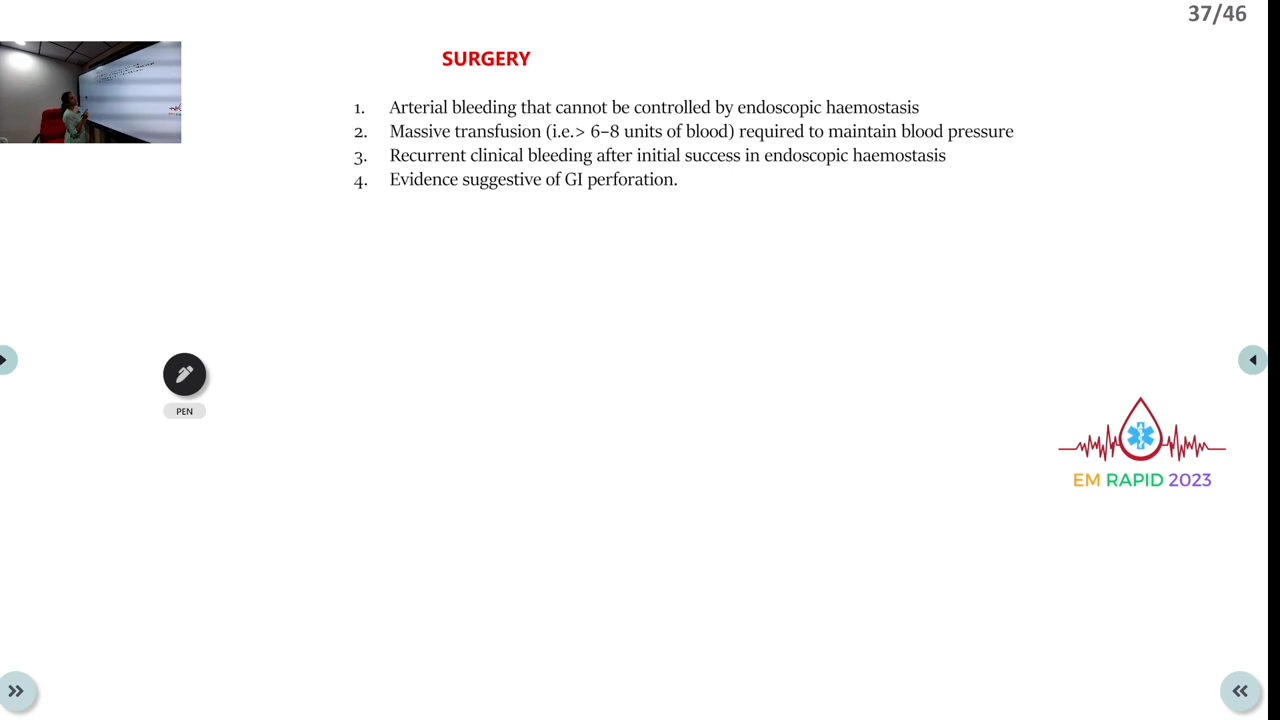 37/46
SURGERY
1. Arterial bleeding that cannot be controlled by endoscopic haemostasis
2. Massive transfusion (i.e.> 6–8 units of blood) required to maintain blood pressure
3. Recurrent clinical bleeding after initial success in endoscopic haemostasis
4. Evidence suggestive of GI perforation.
PEN
EM RAPID 2023